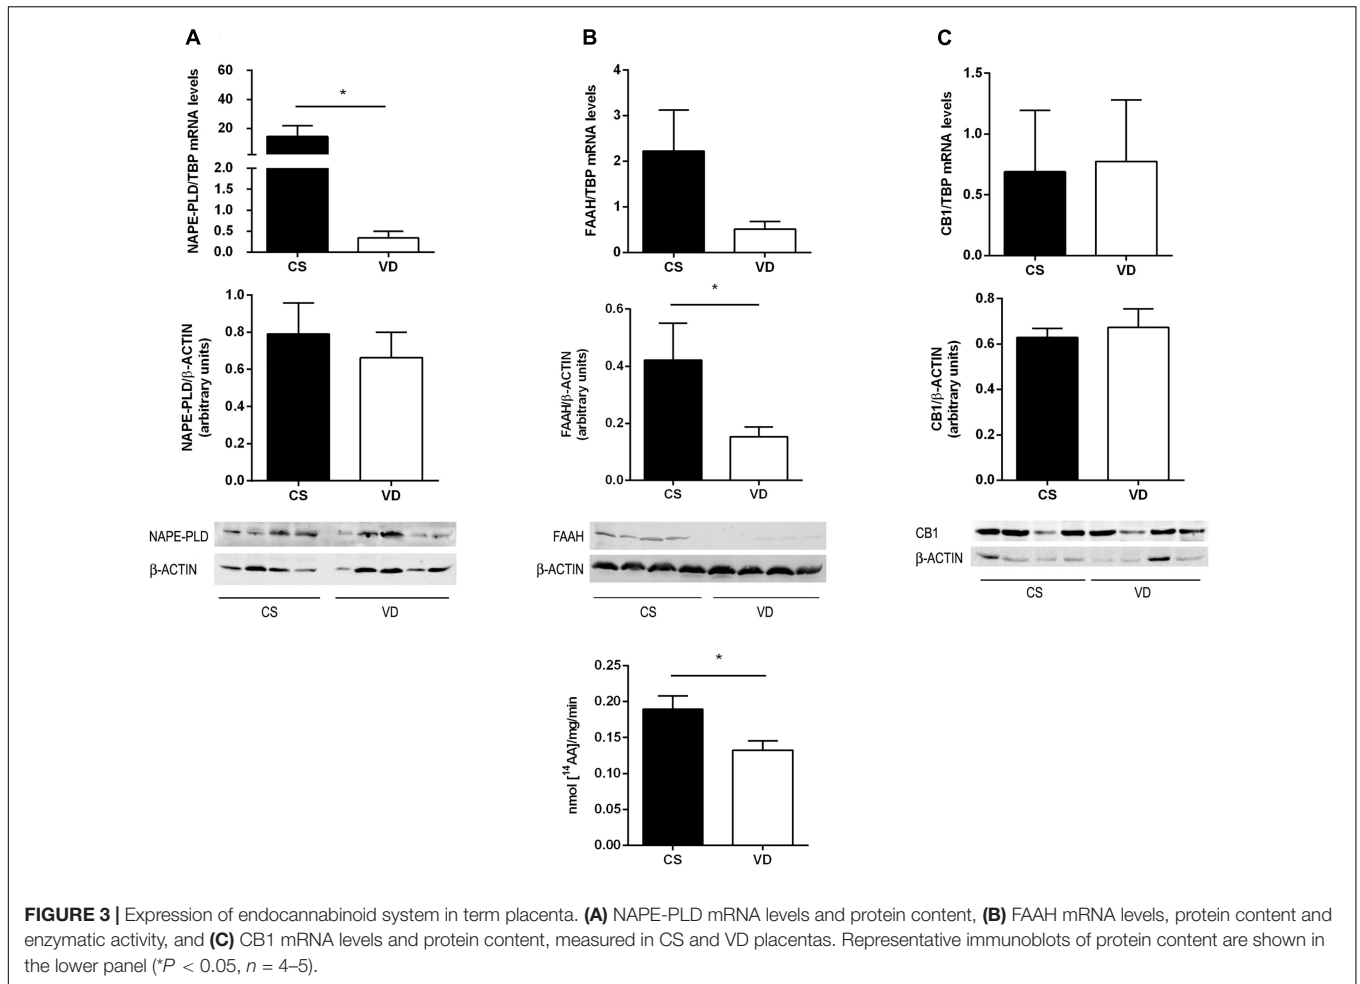 A
NAPE-PLD/TBP mRNA levels
60
40
20
2.0
1.5
1.0
0.5
0.0
*
CS VD
NAPE-PLD/β-ACTIN
(arbitrary units)
1.0
0.8
0.6
0.4
0.2
0.0
CS VD
NAPE-PLD
β-ACTIN
CS VD
B
FAAH/TBP mRNA levels
4
3
2
1
0
CS VD
FAAH/β-ACTIN
(arbitrary units)
0.6
0.4
0.2
0.0
*
CS VD
FAAH
β-ACTIN
CS VD
nmol [¹⁴AA]/mg/min
0.25
0.20
0.15
0.10
0.05
0.00
*
CS VD
C
CB1/TBP mRNA levels
1.5
1.0
0.5
0.0
CS VD
CB1/β-ACTIN
(arbitrary units)
0.8
0.6
0.4
0.2
0.0
CS VD
CB1
β-ACTIN
CS VD
FIGURE 3 | Expression of endocannabinoid system in term placenta. (A) NAPE-PLD mRNA levels and protein content, (B) FAAH mRNA levels, protein content and
enzymatic activity, and (C) CB1 mRNA levels and protein content, measured in CS and VD placentas. Representative immunoblots of protein content are shown in
the lower panel (*P < 0.05, n = 4–5).